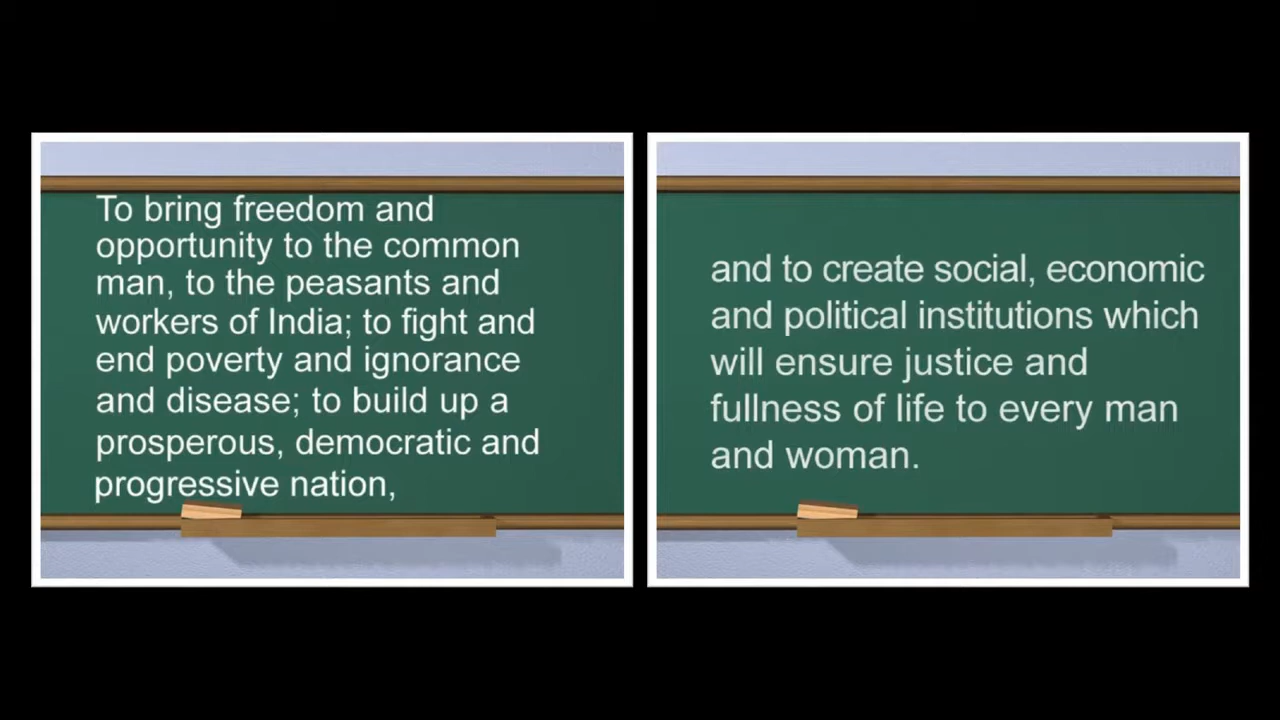 To bring freedom and
opportunity to the common
man, to the peasants and
workers of India; to fight and
end poverty and ignorance
and disease; to build up a
prosperous, democratic and
progressive nation,
and to create social, economic
and political institutions which
will ensure justice and
fullness of life to every man
and woman.